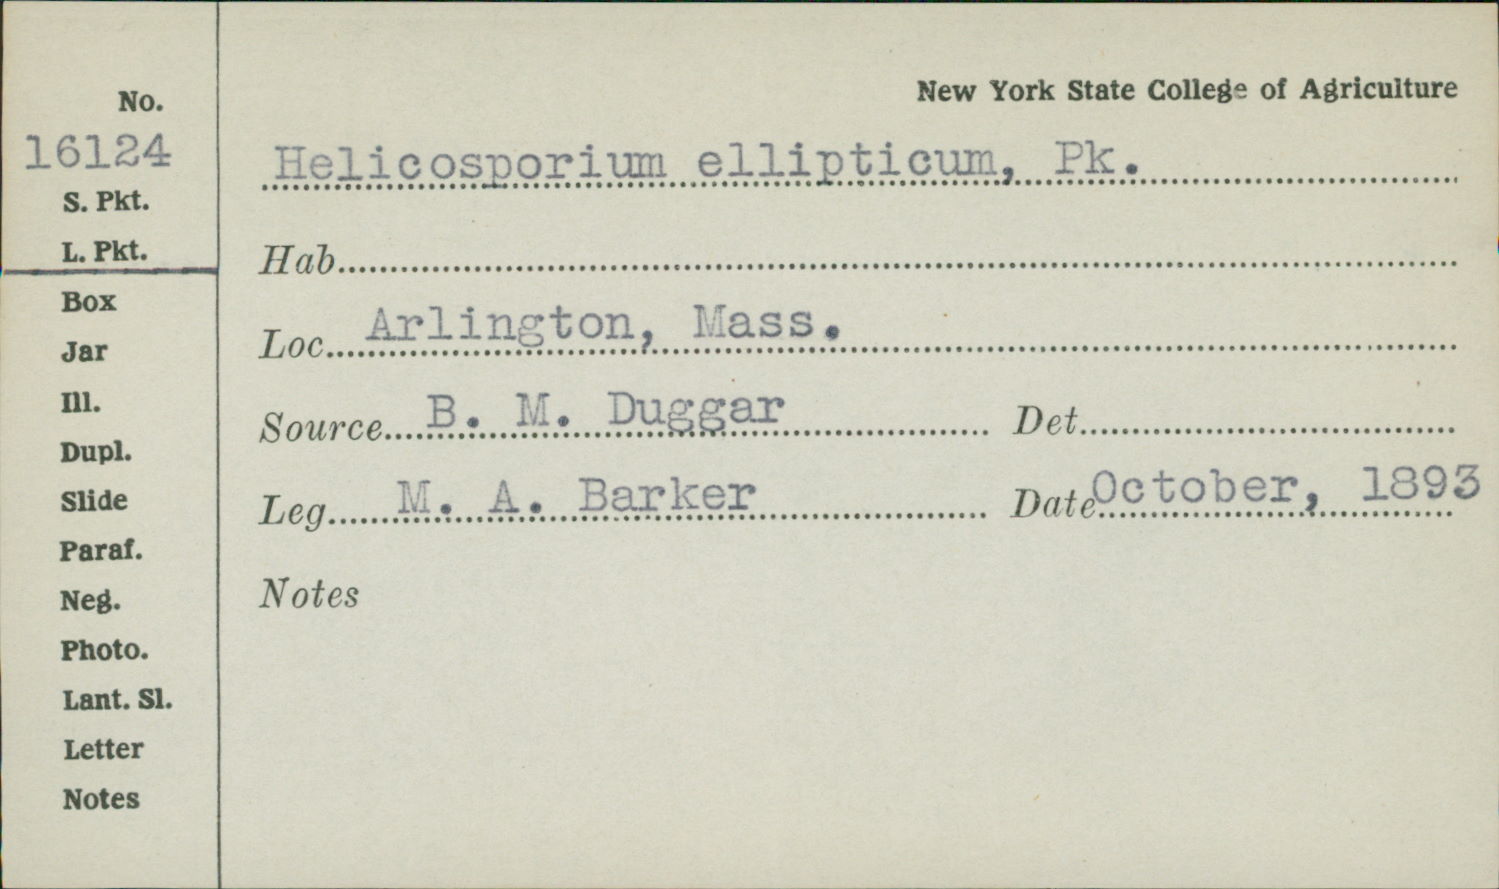 New York State College of Agriculture
No.
16124
S. Pkt.
L. Pkt.
Box
Jar
Ill.
Dupl.
Slide
Paraf.
Neg.
Photo.
Lant. Sl.
Letter
Notes
Helicosporium ellipticum, Pk.
Hab
Loc. Arlington, Mass.
Source B. M. Duggar Det.
Leg. M. A. Barker Date October, 1893
Notes